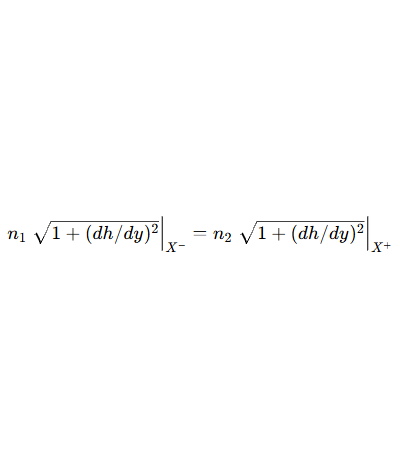 n₁ √(1 + (dh/dy)²)|_{X⁻} = n₂ √(1 + (dh/dy)²)|_{X⁺}